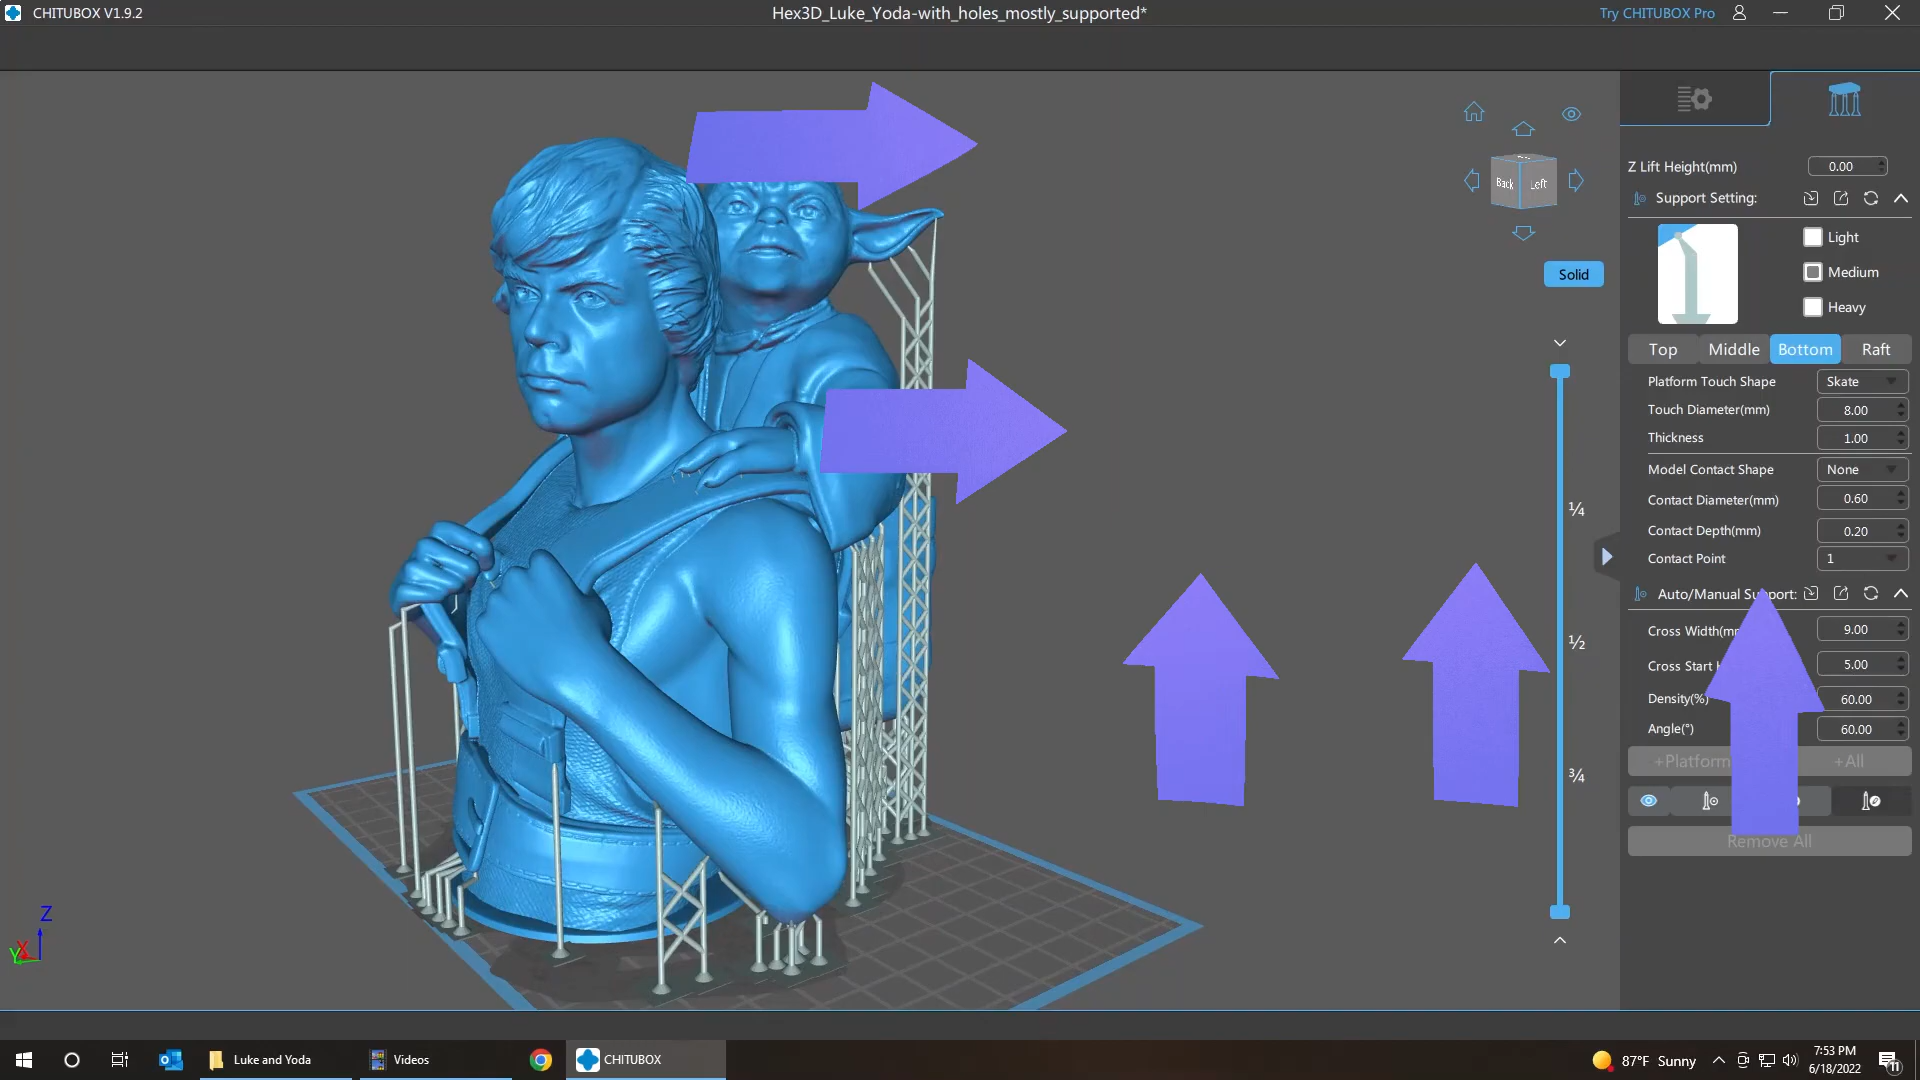 CHITUBOX V1.9.2
Hex3D_Luke_Yoda-with_holes_mostly_supported*
Try CHITUBOX Pro
Z Lift Height(mm) 0.00
Support Setting:
Back Left
Light
Solid
Medium
Heavy
Top Middle Bottom Raft
Platform Touch Shape Skate
Touch Diameter(mm) 8.00
Thickness 1.00
Model Contact Shape None
Contact Diameter(mm) 0.60
¼
Contact Depth(mm) 0.20
Contact Point 1
Auto/Manual Support:
Cross Width(m 9.00
½
Cross Start 5.00
Density(%) 60.00
Angle(°) 60.00
+Platform +All
¾
Remove All
Z
X
Y
Luke and Yoda
Videos
CHITUBOX
87°F Sunny
7:53 PM
6/18/2022
11